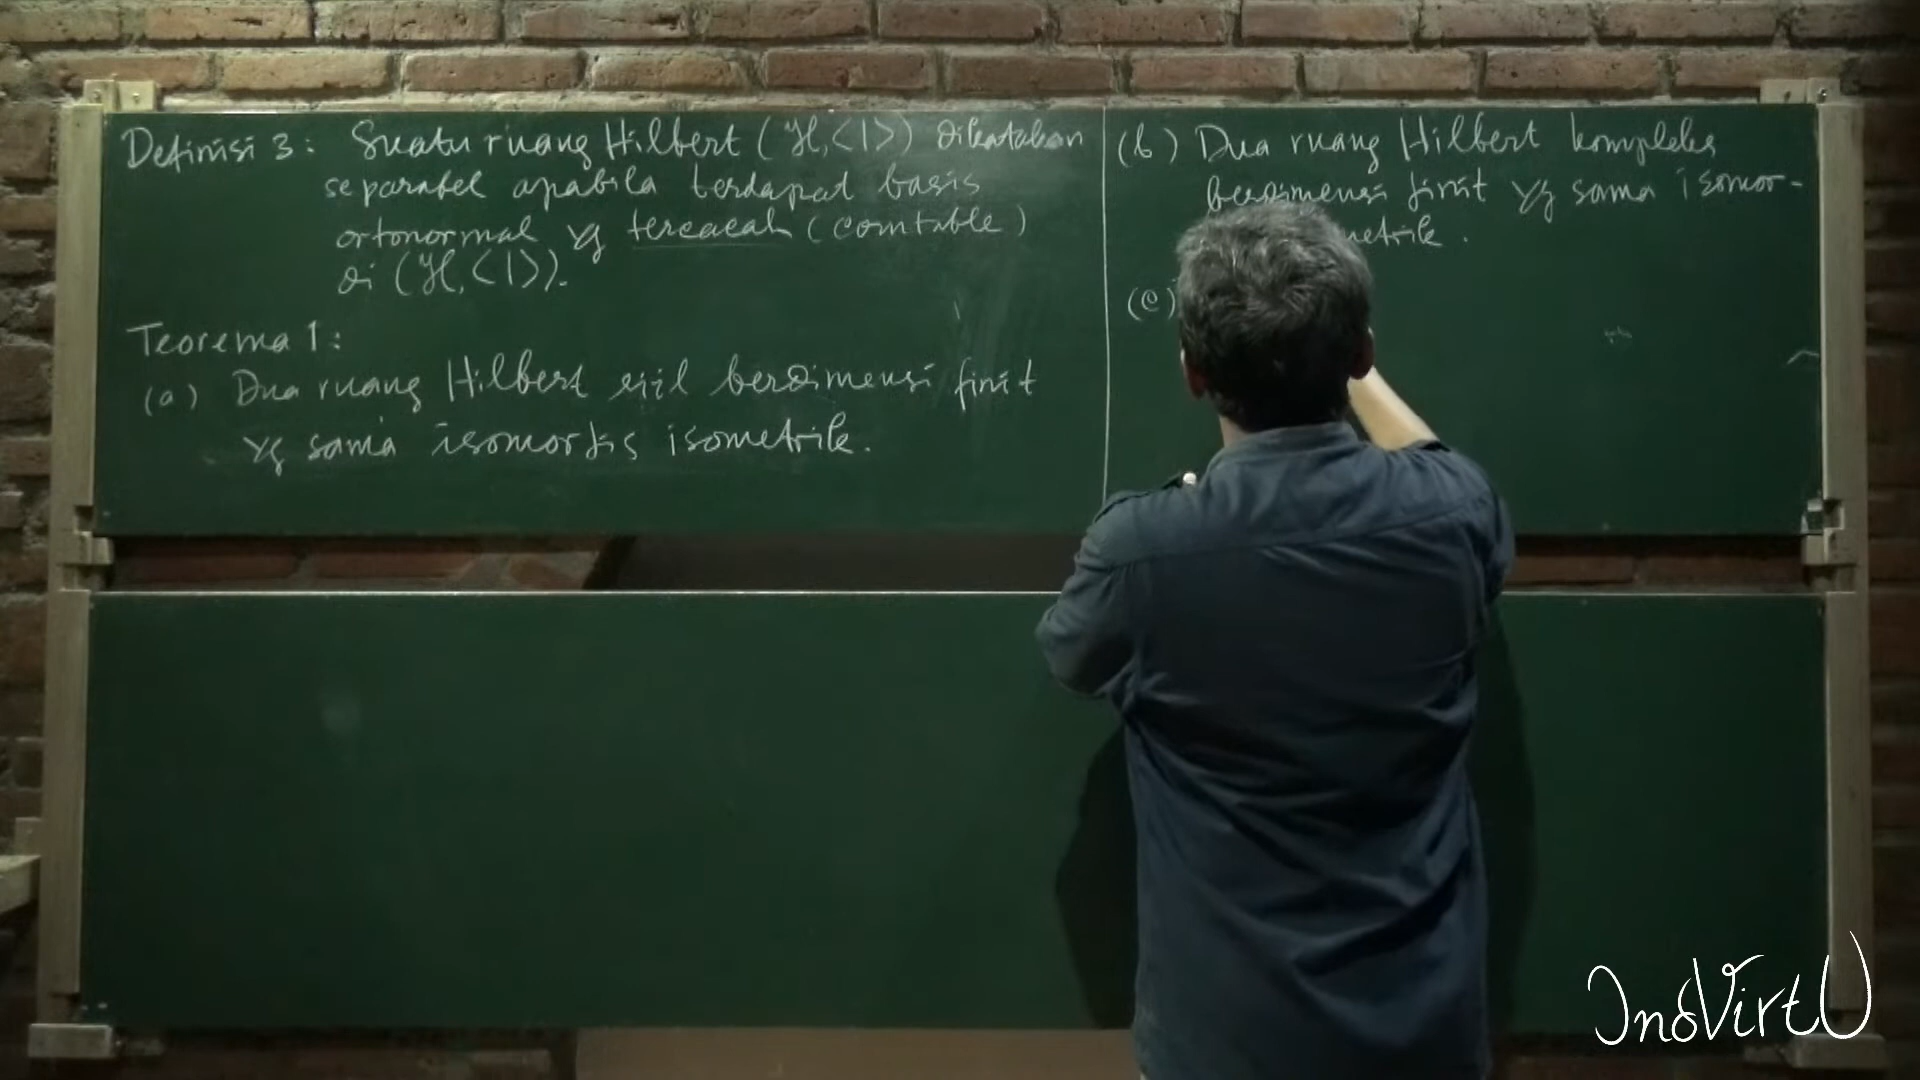 Definisi 3: Suatu ruang Hilbert (ℋ,<|>) dikatakan
separabel apabila terdapat basis
ortonormal yg tercacah (countable)
di (ℋ,<|>).
Teorema 1:
(a) Dua ruang Hilbert riil berdimensi finit
yg sama isomorfis isometrik.
(b) Dua ruang Hilbert kompleks
berdimensi finit yg sama isomor-
metrik.
(c)
InoVirtU